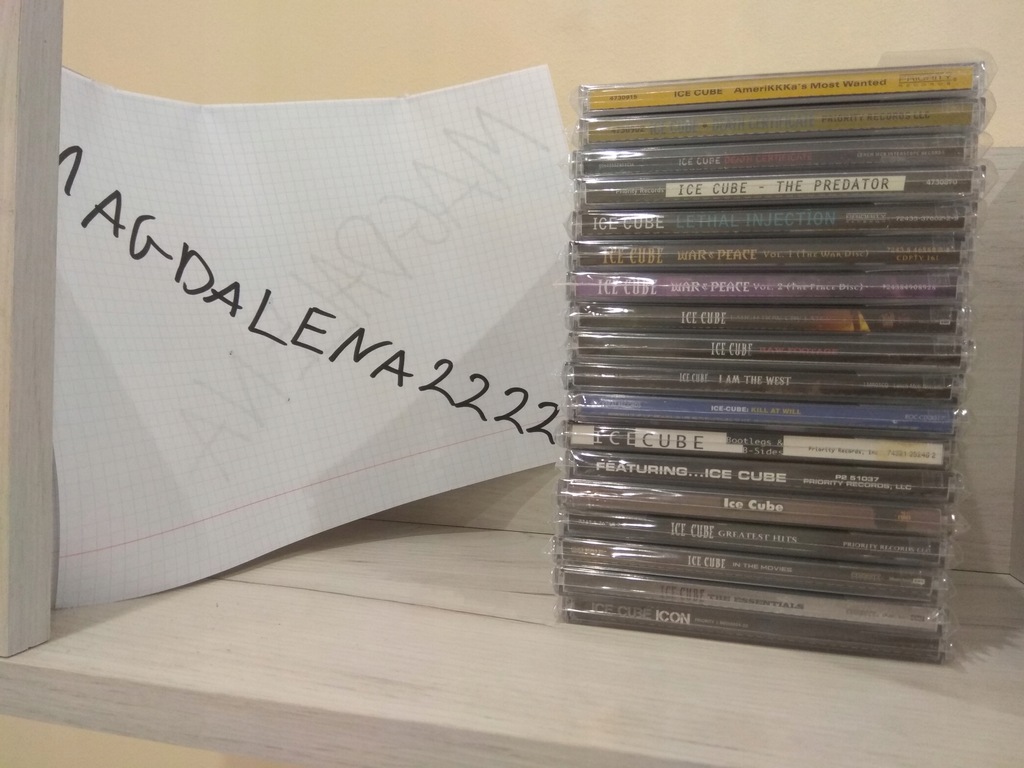 MAGDALENA2222
4730915 ICE CUBE AmeriKKKa's Most Wanted
PRIORITY RECORDS LLC
ICE CUBE DEATH CERTIFICATE
Priority Records ICE CUBE - THE PREDATOR
ICE CUBE LETHAL INJECTION PRIORITY
ICE CUBE WAR & PEACE VOL. 1 (THE WAR DISC)
ICE CUBE WAR & PEACE VOL. 2 (THE PEACE DISC)
ICE CUBE
ICE CUBE
ICE CUBE I AM THE WEST
ICE-CUBE: KILL AT WILL
ICE CUBE Bootlegs & B-Sides Priority Records, Inc.
FEATURING...ICE CUBE P2 51037 PRIORITY RECORDS, LLC
Ice Cube
ICE CUBE GREATEST HITS PRIORITY RECORDS LLC
ICE CUBE IN THE MOVIES
ICE CUBE THE ESSENTIALS
ICE CUBE ICON